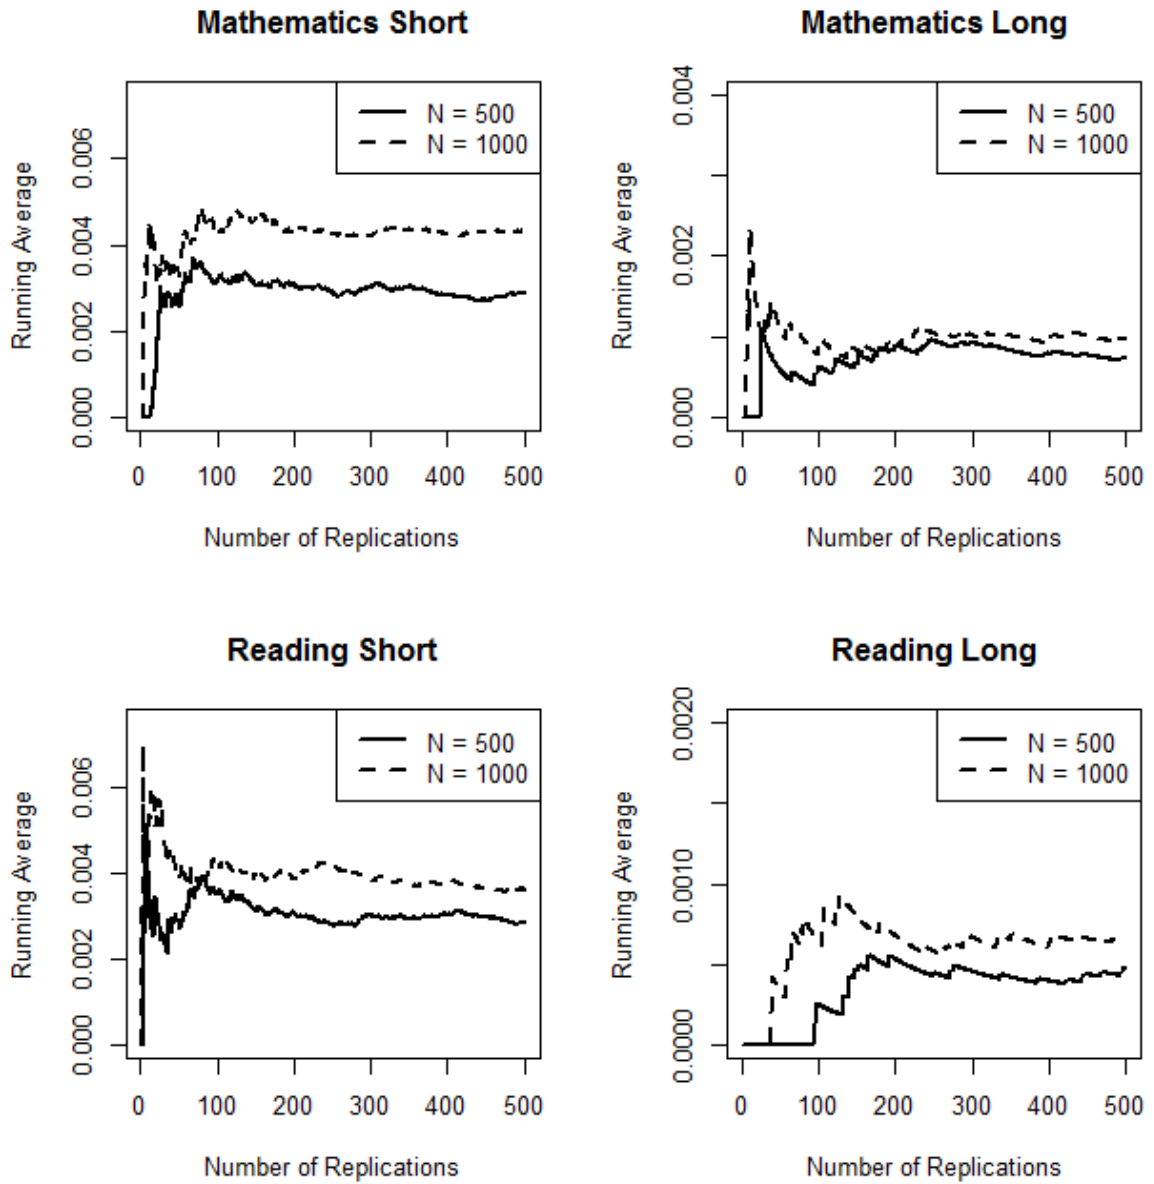 Mathematics Short
N = 500
N = 1000
Running Average
0.000 0.002 0.004 0.006
0 100 200 300 400 500
Number of Replications
Mathematics Long
N = 500
N = 1000
Running Average
0.000 0.002 0.004
0 100 200 300 400 500
Number of Replications
Reading Short
N = 500
N = 1000
Running Average
0.000 0.002 0.004 0.006
0 100 200 300 400 500
Number of Replications
Reading Long
N = 500
N = 1000
Running Average
0.0000 0.0010 0.0020
0 100 200 300 400 500
Number of Replications